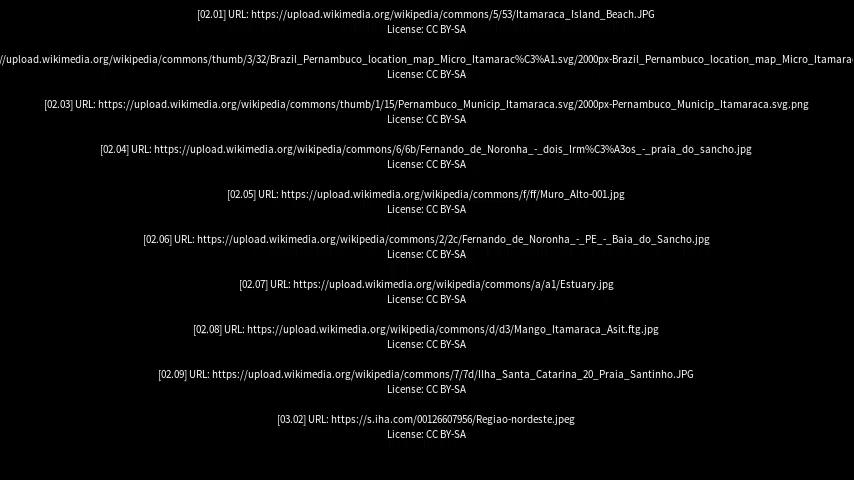 [02.01] URL: https://upload.wikimedia.org/wikipedia/commons/5/53/Itamaraca_Island_Beach.JPG
License: CC BY-SA
//upload.wikimedia.org/wikipedia/commons/thumb/3/32/Brazil_Pernambuco_location_map_Micro_Itamarac%C3%A1.svg/2000px-Brazil_Pernambuco_location_map_Micro_Itamarac
License: CC BY-SA
[02.03] URL: https://upload.wikimedia.org/wikipedia/commons/thumb/1/15/Pernambuco_Municip_Itamaraca.svg/2000px-Pernambuco_Municip_Itamaraca.svg.png
License: CC BY-SA
[02.04] URL: https://upload.wikimedia.org/wikipedia/commons/6/6b/Fernando_de_Noronha_-_dois_Irm%C3%A3os_-_praia_do_sancho.jpg
License: CC BY-SA
[02.05] URL: https://upload.wikimedia.org/wikipedia/commons/f/ff/Muro_Alto-001.jpg
License: CC BY-SA
[02.06] URL: https://upload.wikimedia.org/wikipedia/commons/2/2c/Fernando_de_Noronha_-_PE_-_Baia_do_Sancho.jpg
License: CC BY-SA
[02.07] URL: https://upload.wikimedia.org/wikipedia/commons/a/a1/Estuary.jpg
License: CC BY-SA
[02.08] URL: https://upload.wikimedia.org/wikipedia/commons/d/d3/Mango_Itamaraca_Asit.ftg.jpg
License: CC BY-SA
[02.09] URL: https://upload.wikimedia.org/wikipedia/commons/7/7d/Ilha_Santa_Catarina_20_Praia_Santinho.JPG
License: CC BY-SA
[03.02] URL: https://s.iha.com/00126607956/Regiao-nordeste.jpeg
License: CC BY-SA